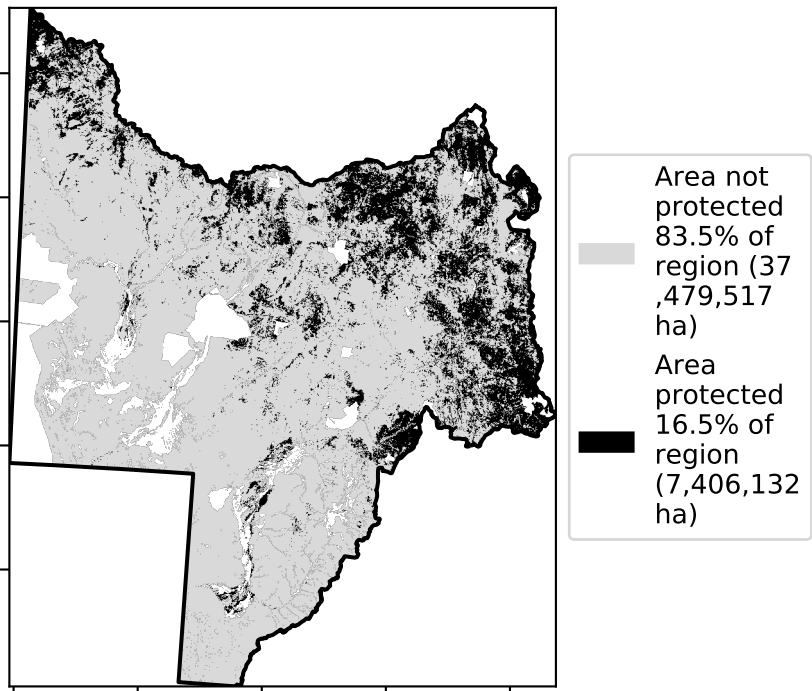 Area not
protected
83.5% of
region (37
,479,517
ha)
Area
protected
16.5% of
region
(7,406,132
ha)